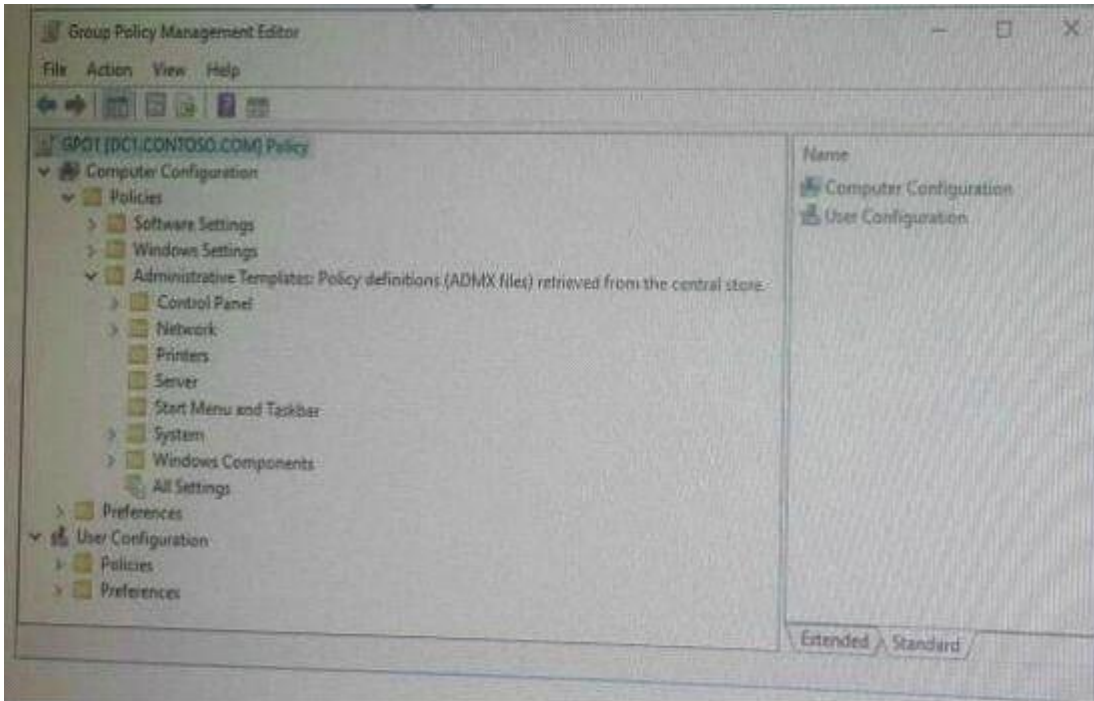 Group Policy Management Editor
File Action View Help
GPO1 [DC1.CONTOSO.COM] Policy
Computer Configuration
Policies
Software Settings
Windows Settings
Administrative Templates: Policy definitions (ADMX files) retrieved from the central store.
Control Panel
Network
Printers
Server
Start Menu and Taskbar
System
Windows Components
All Settings
Preferences
User Configuration
Policies
Preferences
Name
Computer Configuration
User Configuration
Extended Standard